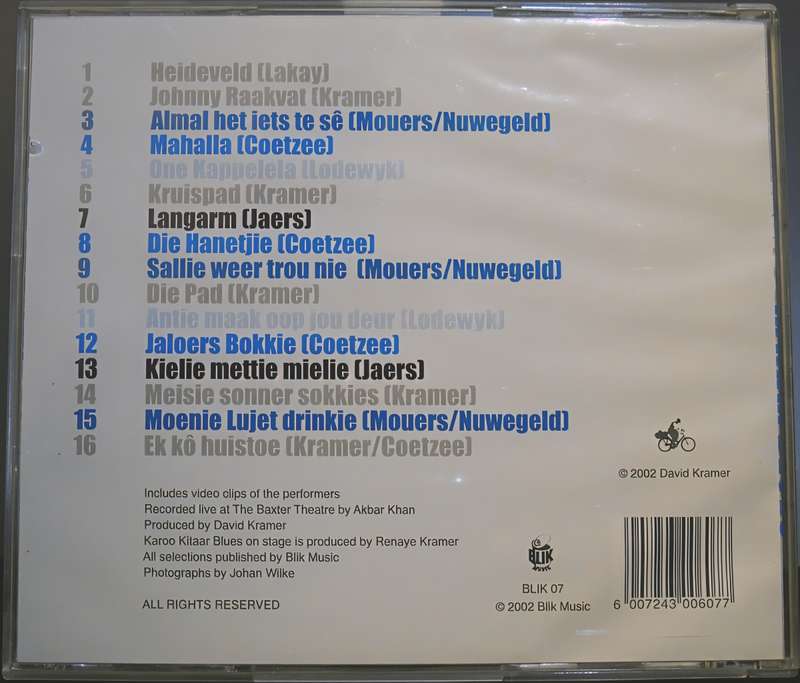 1 Heideveld (Lakay)
2 Johnny Raakvat (Kramer)
3 Almal het iets te sê (Mouers/Nuwegeld)
4 Mahalla (Coetzee)
5 One Kappelela (Lodewyk)
6 Kruispad (Kramer)
7 Langarm (Jaers)
8 Die Hanetjie (Coetzee)
9 Sallie weer trou nie (Mouers/Nuwegeld)
10 Die Pad (Kramer)
11 Antie maak oop jou deur (Lodewyk)
12 Jaloers Bokkie (Coetzee)
13 Kielie mettie mielie (Jaers)
14 Meisie sonner sokkies (Kramer)
15 Moenie Lujet drinkie (Mouers/Nuwegeld)
16 Ek kô huistoe (Kramer/Coetzee)
© 2002 David Kramer
Includes video clips of the performers
Recorded live at The Baxter Theatre by Akbar Khan
Produced by David Kramer
Karoo Kitaar Blues on stage is produced by Renaye Kramer
All selections published by Blik Music
Photographs by Johan Wilke
ALL RIGHTS RESERVED
BLIK
MUSIC
BLIK 07
© 2002 Blik Music
6 007243 006077